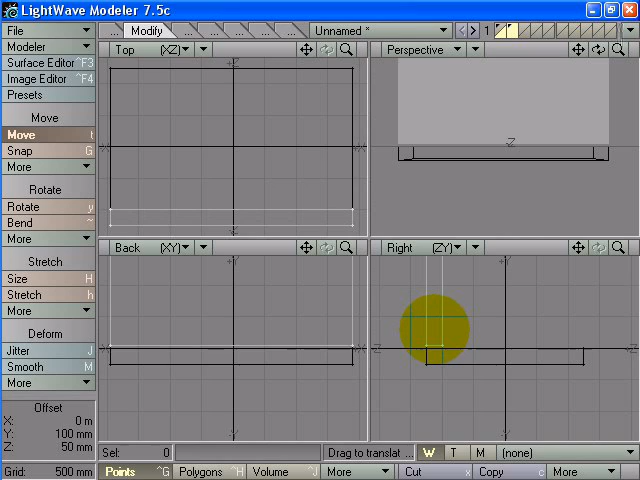 LightWave Modeler 7.5c
File ... Modify ... ... ... ... ... Unnamed * < > 1
Modeler Top (XZ) Perspective
Surface Editor ^F3
Image Editor ^F4
Presets
Move
Move t
Snap G
More
Rotate
Rotate y
Bend ~
More
Back (XY) Right (ZY)
Stretch
Size H
Stretch h
More
Deform
Jitter J
Smooth M
More
Offset
X: 0 m
Y: 100 mm
Z: 50 mm
Sel: 0 Drag to translat ... W T M (none)
Grid: 500 mm Points ^G Polygons ^H Volume ^J More Cut x Copy c More